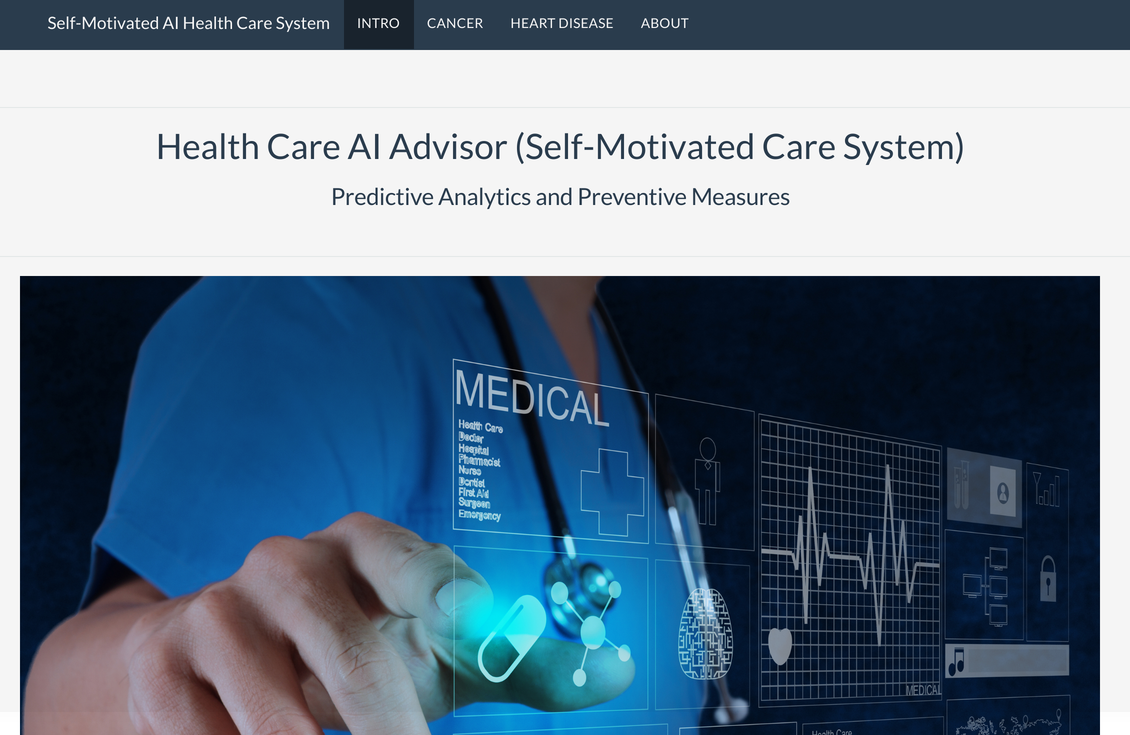 Self-Motivated AI Health Care System INTRO CANCER HEART DISEASE ABOUT
Health Care AI Advisor (Self-Motivated Care System)
Predictive Analytics and Preventive Measures
MEDICAL
Health Care
Doctor
Hospital
Pharmacist
Nurse
Dentist
First Aid
Surgeon
Emergency
MEDICAL
Health Care